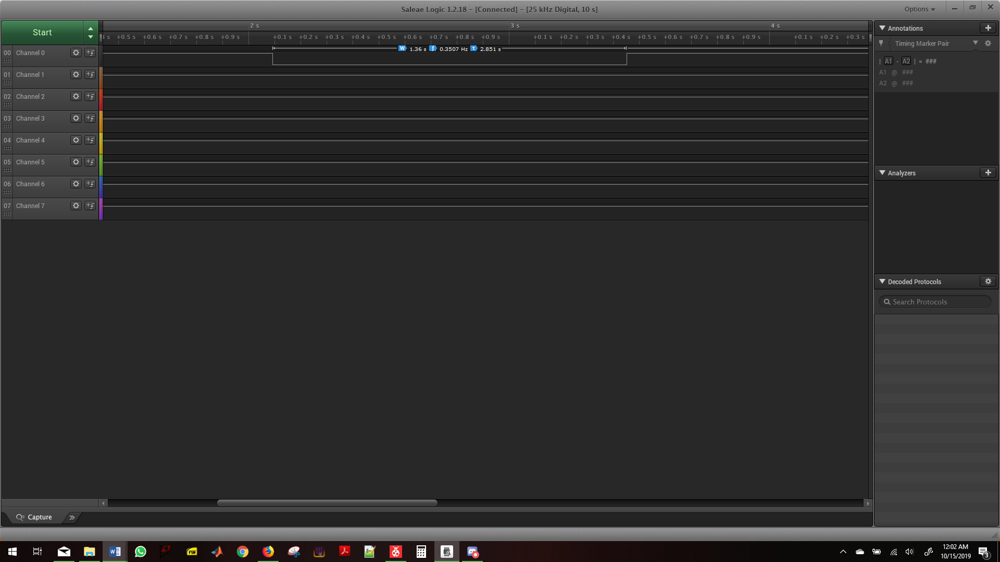 Saleae Logic 1.2.18 - [Connected] - [25 kHz Digital, 10 s]
Options
Start
2 s 3 s 4 s
s +0.5 s +0.6 s +0.7 s +0.8 s +0.9 s +0.1 s +0.2 s +0.3 s +0.4 s +0.5 s +0.6 s +0.7 s +0.8 s +0.9 s +0.1 s +0.2 s +0.3 s +0.4 s +0.5 s +0.6 s +0.7 s +0.8 s +0.9 s +0.1 s +0.2 s +0.3 s
W 1.36 s f 0.3507 Hz T 2.851 s
00 Channel 0
01 Channel 1
02 Channel 2
03 Channel 3
04 Channel 4
05 Channel 5
06 Channel 6
07 Channel 7
Annotations
Timing Marker Pair
| A1 - A2 | = ###
A1 @ ###
A2 @ ###
Analyzers
Decoded Protocols
Search Protocols
Capture
PDF
12:02 AM
10/15/2019
3